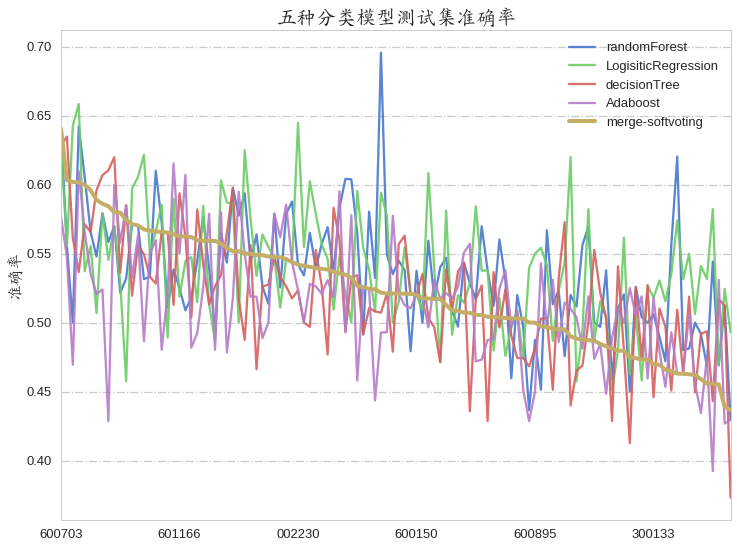 五种分类模型测试集准确率
0.70
0.65
0.60
0.55
0.50
0.45
0.40
准确率
randomForest
LogisiticRegression
decisionTree
Adaboost
merge-softvoting
600703 601166 002230 600150 600895 300133